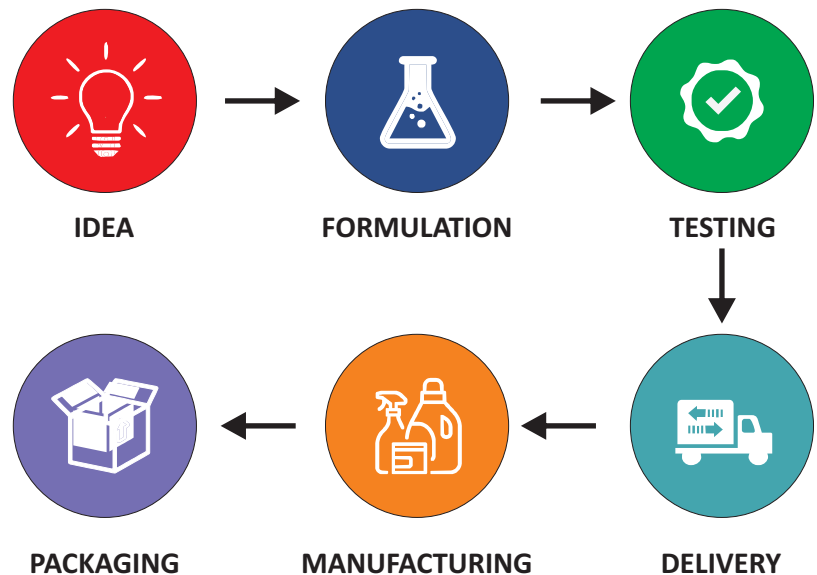 IDEA
FORMULATION
TESTING
PACKAGING
MANUFACTURING
DELIVERY